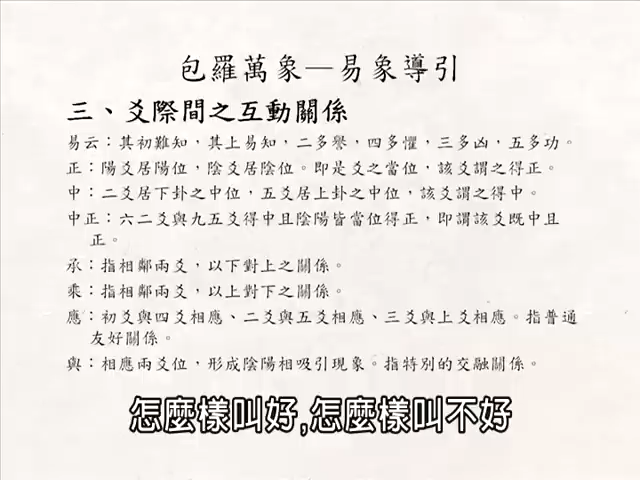 包羅萬象—易象導引
三、爻際間之互動關係
易云：其初難知，其上易知，二多譽，四多懼，三多凶，五多功。
正：陽爻居陽位，陰爻居陰位。即是爻之當位，該爻謂之得正。
中：二爻居下卦之中位，五爻居上卦之中位，該爻謂之得中。
中正：六二爻與九五爻得中且陰陽皆當位得正，即謂該爻既中且
正。
承：指相鄰兩爻，以下對上之關係。
乘：指相鄰兩爻，以上對下之關係。
應：初爻與四爻相應、二爻與五爻相應、三爻與上爻相應。指普通
友好關係。
與：相應兩爻位，形成陰陽相吸引現象。指特別的交融關係。
怎麼樣叫好,怎麼樣叫不好